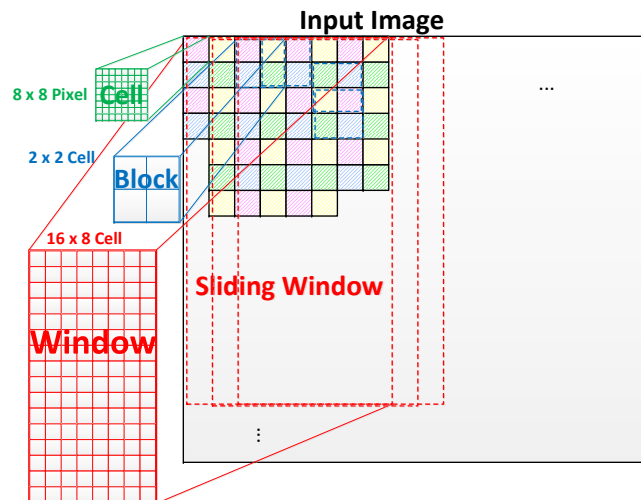 Input Image
8 x 8 Pixel
Cell
...
2 x 2 Cell
Block
16 x 8 Cell
Sliding Window
Window
...